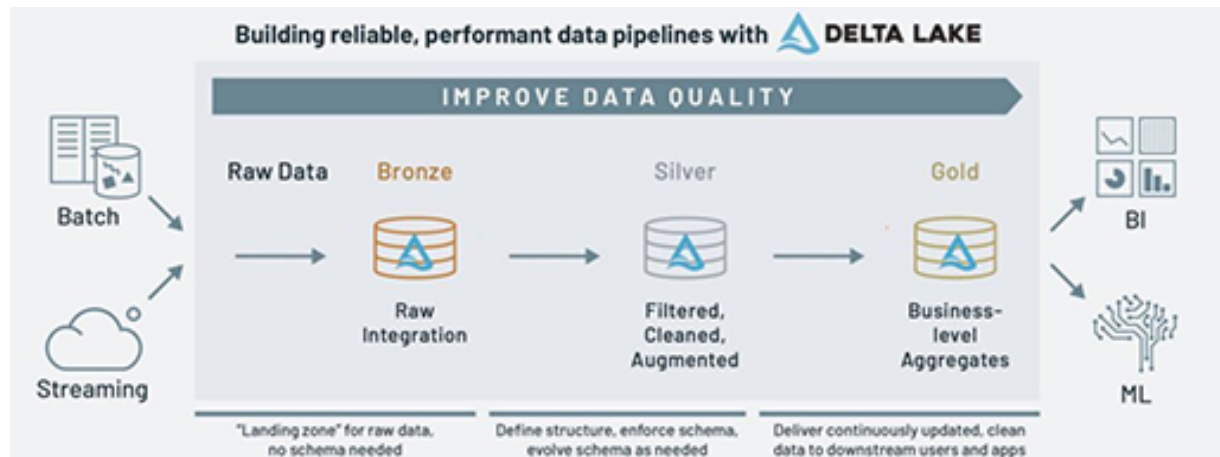 Building reliable, performant data pipelines with DELTA LAKE
IMPROVE DATA QUALITY
Batch
Streaming
Raw Data
Bronze
Raw
Integration
Silver
Filtered,
Cleaned,
Augmented
Gold
Business-
level
Aggregates
BI
ML
"Landing zone" for raw data,
no schema needed
Define structure, enforce schema,
evolve schema as needed
Deliver continuously updated, clean
data to downstream users and apps